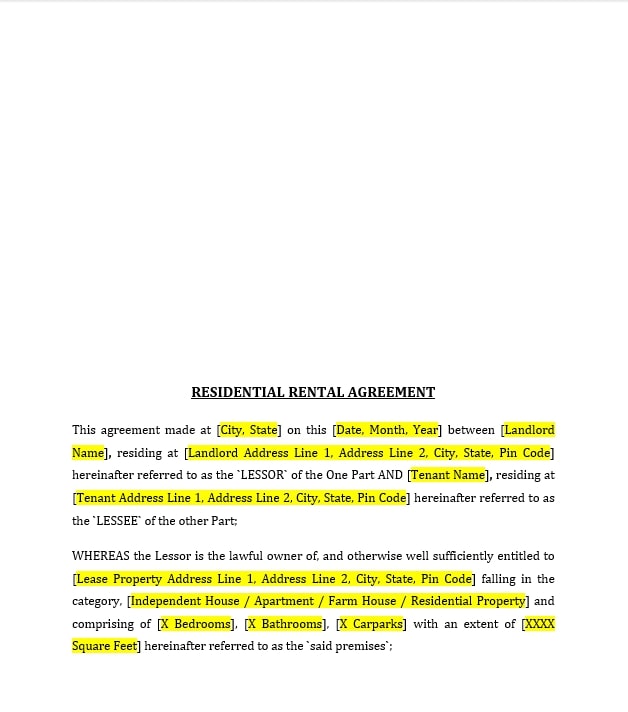 RESIDENTIAL RENTAL AGREEMENT
This agreement made at [City, State] on this [Date, Month, Year] between [Landlord
Name], residing at [Landlord Address Line 1, Address Line 2, City, State, Pin Code]
hereinafter referred to as the `LESSOR` of the One Part AND [Tenant Name], residing at
[Tenant Address Line 1, Address Line 2, City, State, Pin Code] hereinafter referred to as
the `LESSEE` of the other Part;
WHEREAS the Lessor is the lawful owner of, and otherwise well sufficiently entitled to
[Lease Property Address Line 1, Address Line 2, City, State, Pin Code] falling in the
category, [Independent House / Apartment / Farm House / Residential Property] and
comprising of [X Bedrooms], [X Bathrooms], [X Carparks] with an extent of [XXXX
Square Feet] hereinafter referred to as the `said premises`;